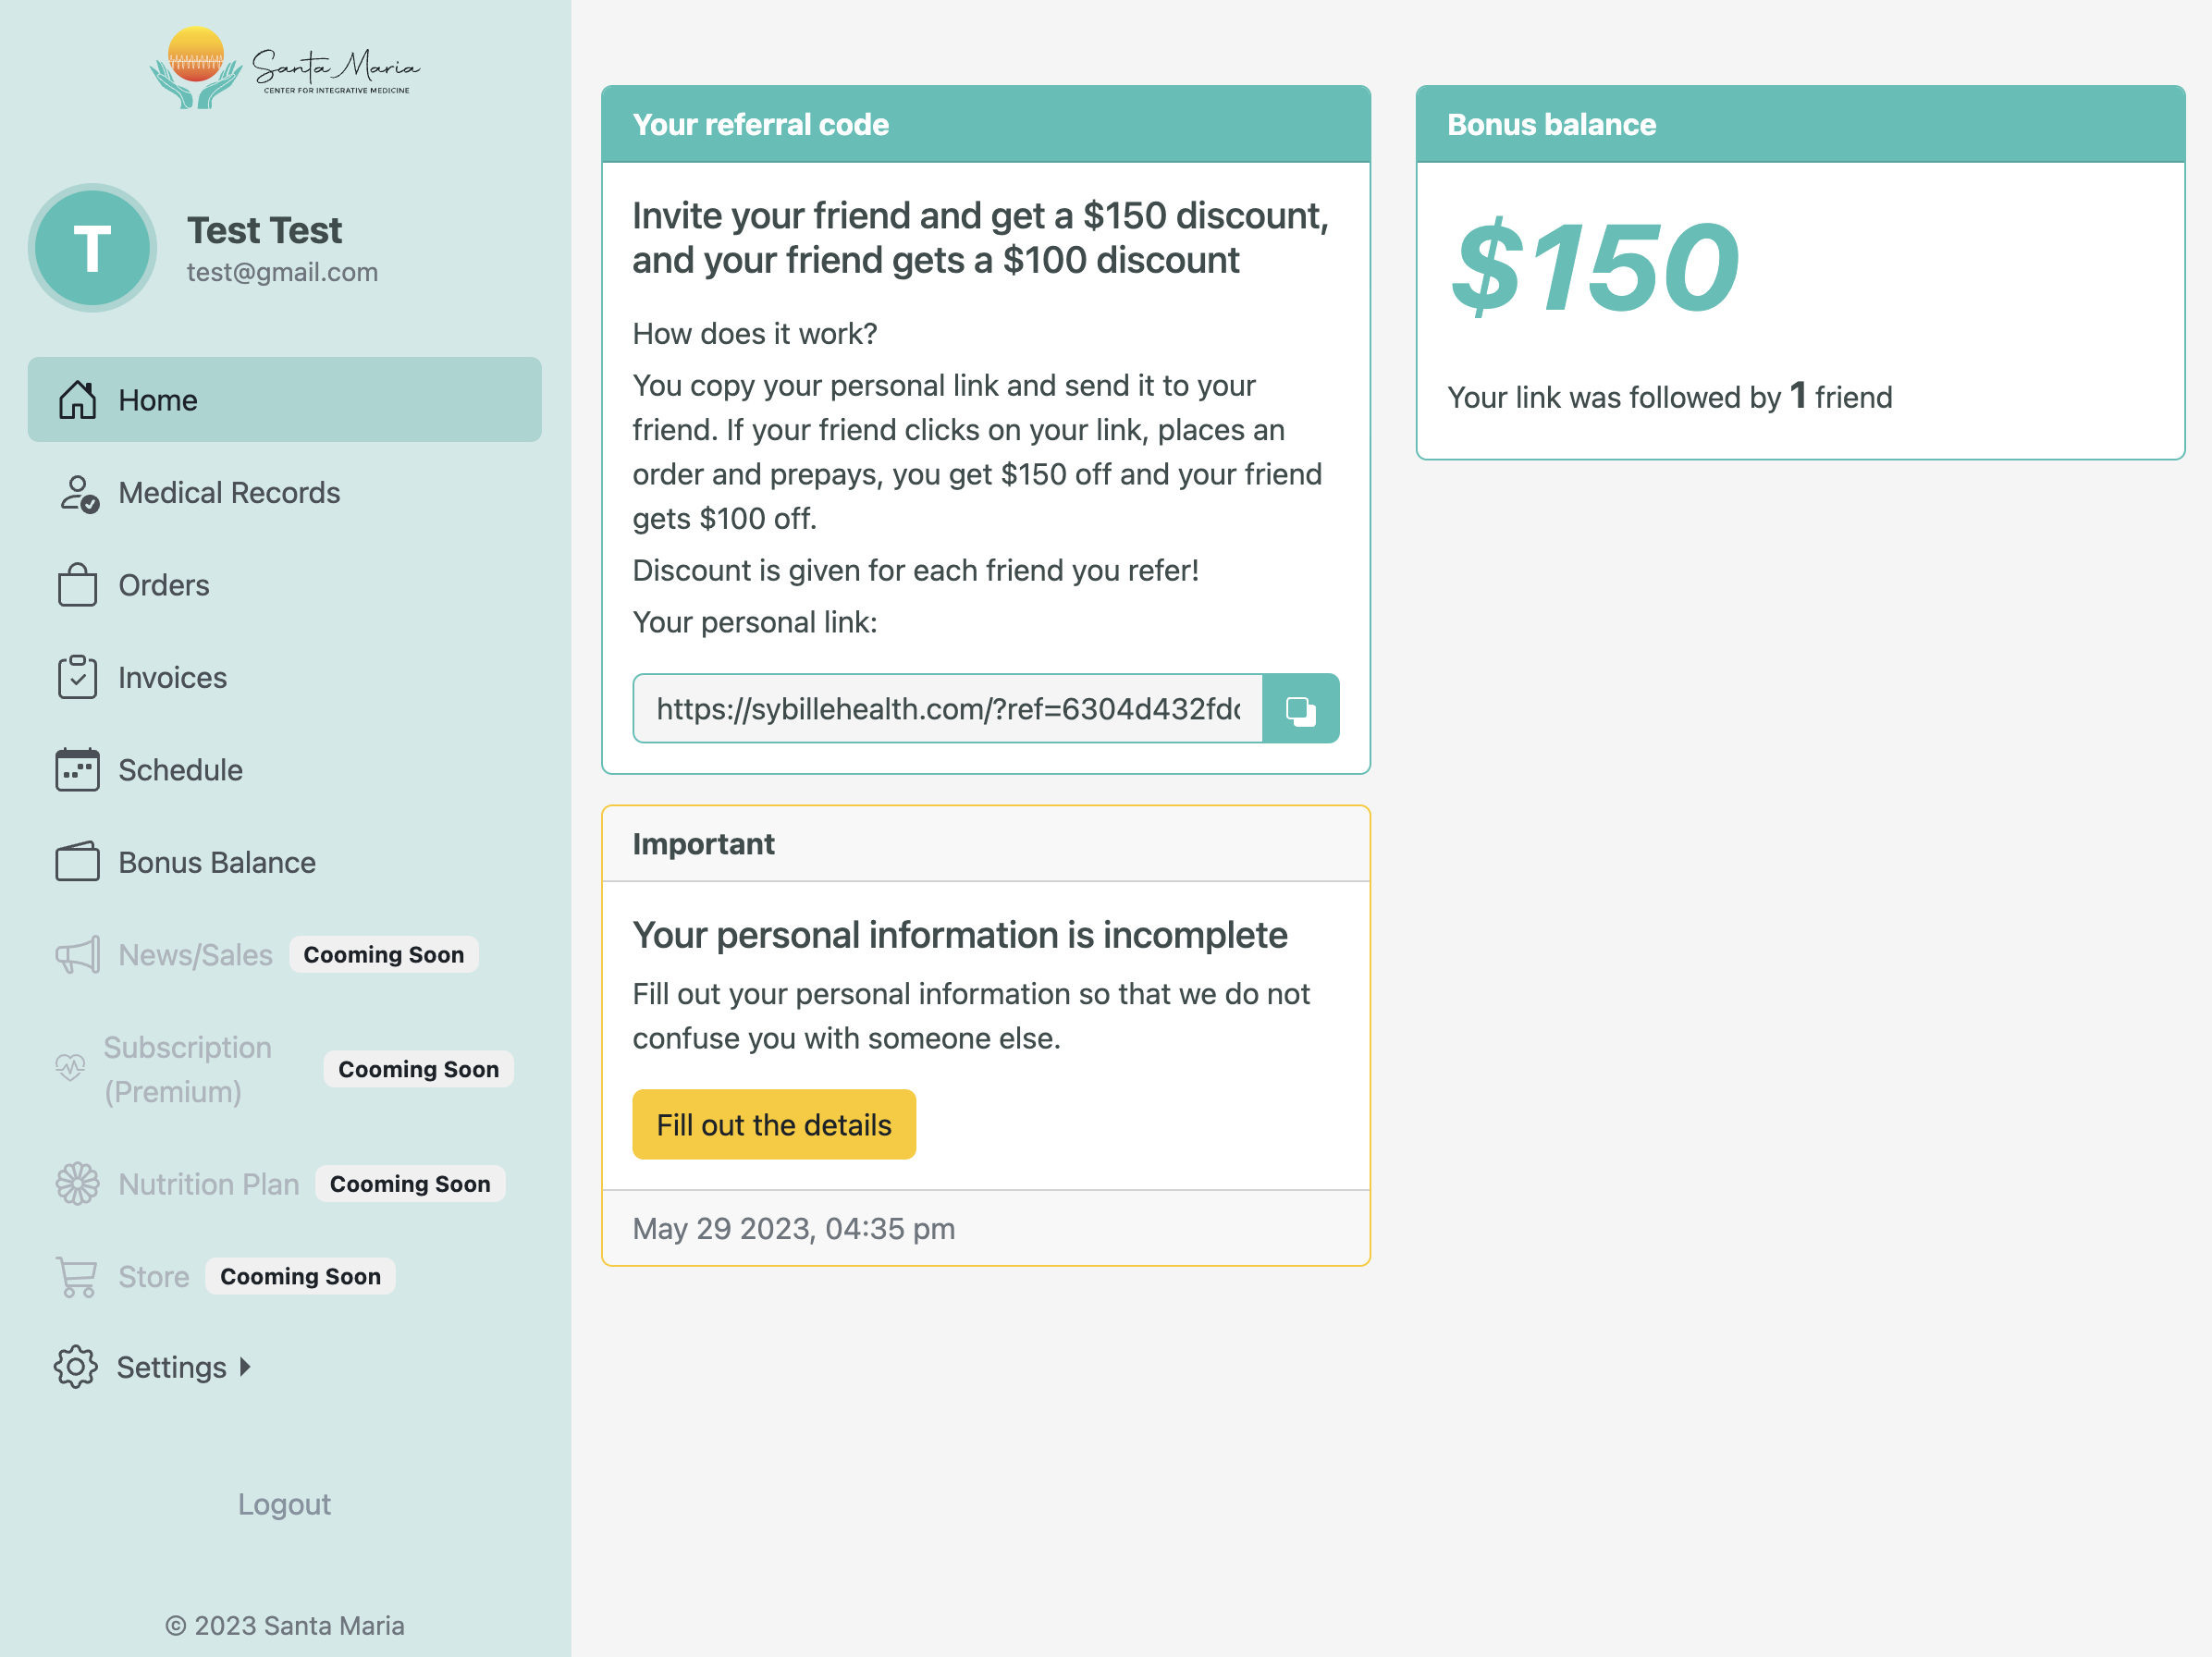 Santa Maria
CENTER FOR INTEGRATIVE MEDICINE
T
Test Test
test@gmail.com
Home
Medical Records
Orders
Invoices
Schedule
Bonus Balance
News/Sales Cooming Soon
Subscription
(Premium) Cooming Soon
Nutrition Plan Cooming Soon
Store Cooming Soon
Settings
Logout
© 2023 Santa Maria
Your referral code
Invite your friend and get a $150 discount,
and your friend gets a $100 discount
How does it work?
You copy your personal link and send it to your
friend. If your friend clicks on your link, places an
order and prepays, you get $150 off and your friend
gets $100 off.
Discount is given for each friend you refer!
Your personal link:
https://sybillehealth.com/?ref=6304d432fd
Important
Your personal information is incomplete
Fill out your personal information so that we do not
confuse you with someone else.
Fill out the details
May 29 2023, 04:35 pm
Bonus balance
$150
Your link was followed by 1 friend